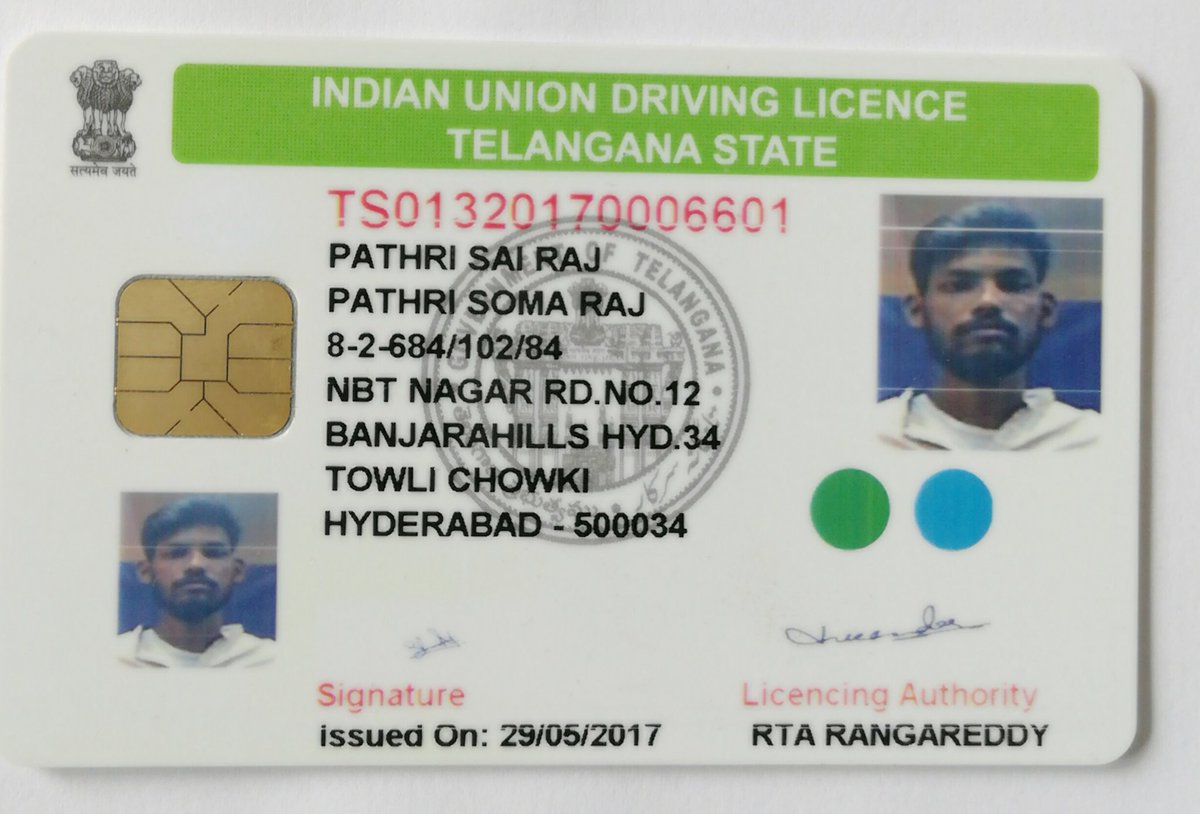 INDIAN UNION DRIVING LICENCE
TELANGANA STATE
सत्यमेव जयते
TS01320170006601
PATHRI SAI RAJ
PATHRI SOMA RAJ
8-2-684/102/84
NBT NAGAR RD.NO.12
BANJARAHILLS HYD.34
TOWLI CHOWKI
HYDERABAD - 500034
GOVERNMENT OF TELANGANA
Signature
Licencing Authority
issued On: 29/05/2017
RTA RANGAREDDY